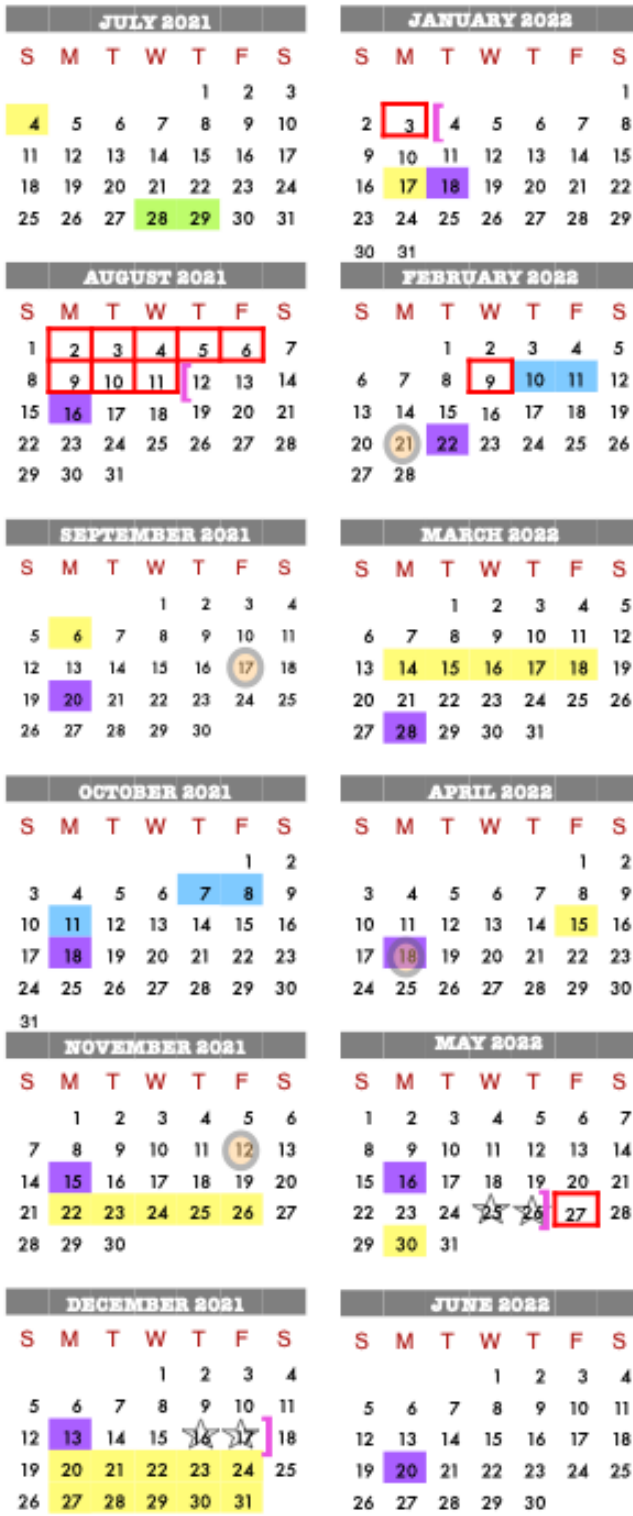 JULY 2021
S M T W T F S
1 2 3
4 5 6 7 8 9 10
11 12 13 14 15 16 17
18 19 20 21 22 23 24
25 26 27 28 29 30 31
AUGUST 2021
S M T W T F S
1 2 3 4 5 6 7
8 9 10 11 12 13 14
15 16 17 18 19 20 21
22 23 24 25 26 27 28
29 30 31
SEPTEMBER 2021
S M T W T F S
1 2 3 4
5 6 7 8 9 10 11
12 13 14 15 16 17 18
19 20 21 22 23 24 25
26 27 28 29 30
OCTOBER 2021
S M T W T F S
1 2
3 4 5 6 7 8 9
10 11 12 13 14 15 16
17 18 19 20 21 22 23
24 25 26 27 28 29 30
31
NOVEMBER 2021
S M T W T F S
1 2 3 4 5 6
7 8 9 10 11 12 13
14 15 16 17 18 19 20
21 22 23 24 25 26 27
28 29 30
DECEMBER 2021
S M T W T F S
1 2 3 4
5 6 7 8 9 10 11
12 13 14 15 16 17 18
19 20 21 22 23 24 25
26 27 28 29 30 31
JANUARY 2022
S M T W T F S
1
2 3 4 5 6 7 8
9 10 11 12 13 14 15
16 17 18 19 20 21 22
23 24 25 26 27 28 29
30 31
FEBRUARY 2022
S M T W T F S
1 2 3 4 5
6 7 8 9 10 11 12
13 14 15 16 17 18 19
20 21 22 23 24 25 26
27 28
MARCH 2022
S M T W T F S
1 2 3 4 5
6 7 8 9 10 11 12
13 14 15 16 17 18 19
20 21 22 23 24 25 26
27 28 29 30 31
APRIL 2022
S M T W T F S
1 2
3 4 5 6 7 8 9
10 11 12 13 14 15 16
17 18 19 20 21 22 23
24 25 26 27 28 29 30
MAY 2022
S M T W T F S
1 2 3 4 5 6 7
8 9 10 11 12 13 14
15 16 17 18 19 20 21
22 23 24 25 26 27 28
29 30 31
JUNE 2022
S M T W T F S
1 2 3 4
5 6 7 8 9 10 11
12 13 14 15 16 17 18
19 20 21 22 23 24 25
26 27 28 29 30